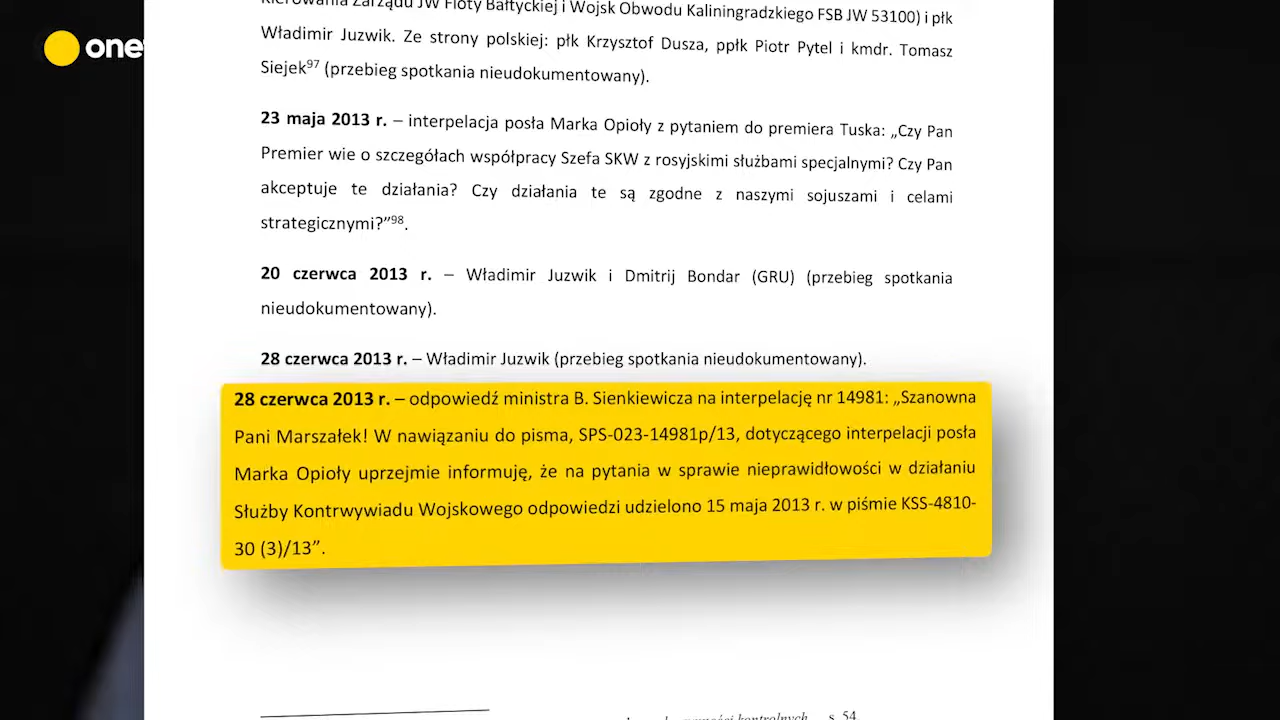 one
Kierowania Zarządu JW Floty Bałtyckiej i Wojsk Obwodu Kaliningradzkiego FSB JW 53100) i płk
Władimir Juzwik. Ze strony polskiej: płk Krzysztof Dusza, ppłk Piotr Pytel i kmdr. Tomasz
Siejek97 (przebieg spotkania nieudokumentowany).
23 maja 2013 r. – interpelacja posła Marka Opioły z pytaniem do premiera Tuska: „Czy Pan
Premier wie o szczegółach współpracy Szefa SKW z rosyjskimi służbami specjalnymi? Czy Pan
akceptuje te działania? Czy działania te są zgodne z naszymi sojuszami i celami
strategicznymi?”98.
20 czerwca 2013 r. – Władimir Juzwik i Dmitrij Bondar (GRU) (przebieg spotkania
nieudokumentowany).
28 czerwca 2013 r. – Władimir Juzwik (przebieg spotkania nieudokumentowany).
28 czerwca 2013 r. – odpowiedź ministra B. Sienkiewicza na interpelację nr 14981: „Szanowna
Pani Marszałek! W nawiązaniu do pisma, SPS-023-14981p/13, dotyczącego interpelacji posła
Marka Opioły uprzejmie informuję, że na pytania w sprawie nieprawidłowości w działaniu
Służby Kontrwywiadu Wojskowego odpowiedzi udzielono 15 maja 2013 r. w piśmie KSS-4810-
30 (3)/13”.
kontrolnych... s. 54.